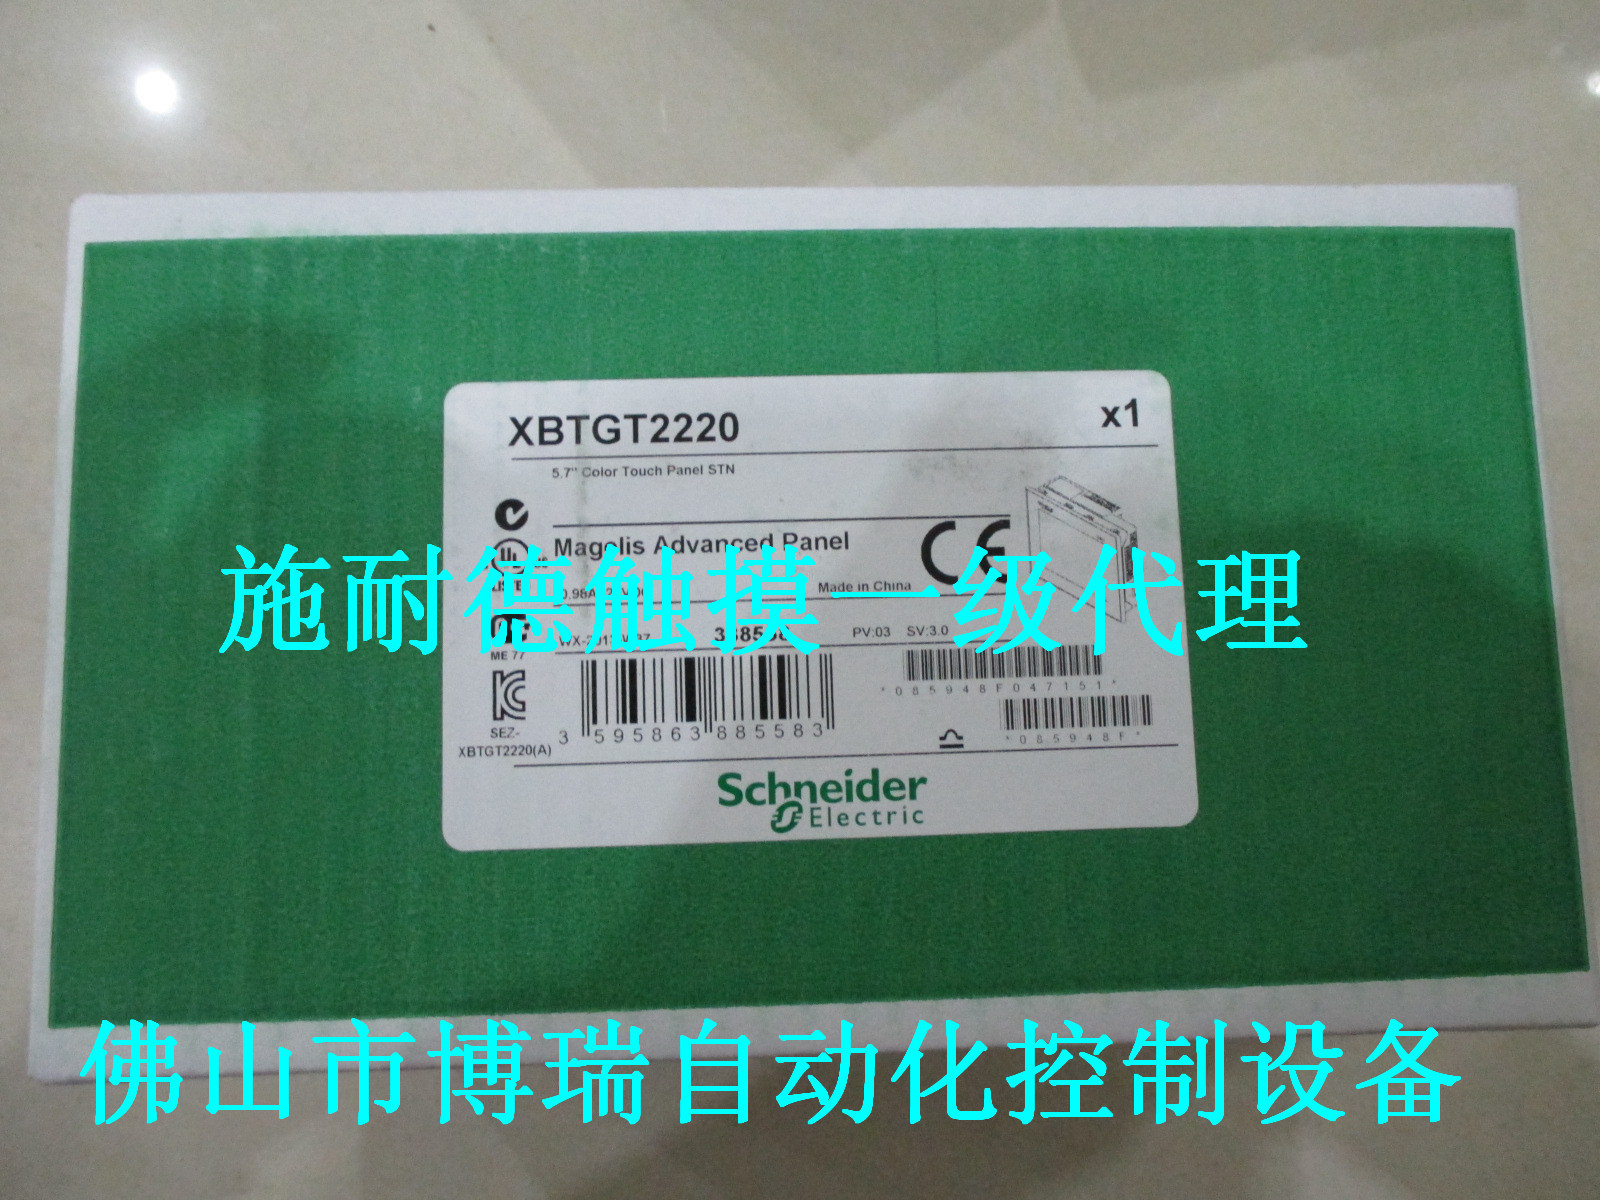 XBTGT2220
x1
5.7" Color Touch Panel STN
Magelis Advanced Panel
Made in China
施耐德触摸一级代理
PV:03 SV:3.0
ME 77
*085948F047151*
SEZ-
XBTGT2220(A)
3 595863 885583
*085948F*
Schneider
Electric
佛山市博瑞自动化控制设备